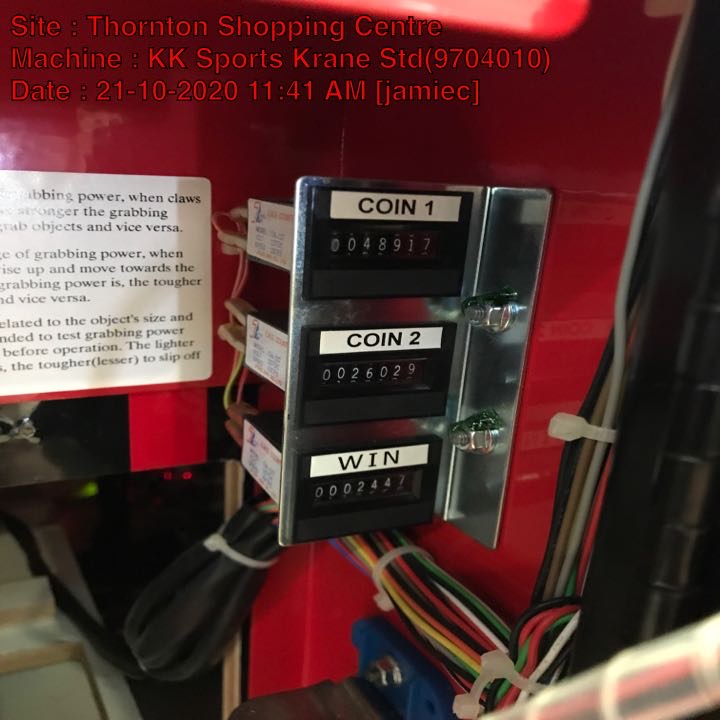 Site : Thornton Shopping Centre
Machine : KK Sports Krane Std(9704010)
Date : 21-10-2020 11:41 AM [jamiec]
grabbing power, when claws
stronger the grabbing
grab objects and vice versa.
ge of grabbing power, when
rise up and move towards the
grabbing power is, the tougher
nd vice versa.
elated to the object's size and
nded to test grabbing power
before operation. The lighter
s, the tougher(lesser) to slip off
COIN 1
0048917
COIN 2
0026029
WIN
0002447